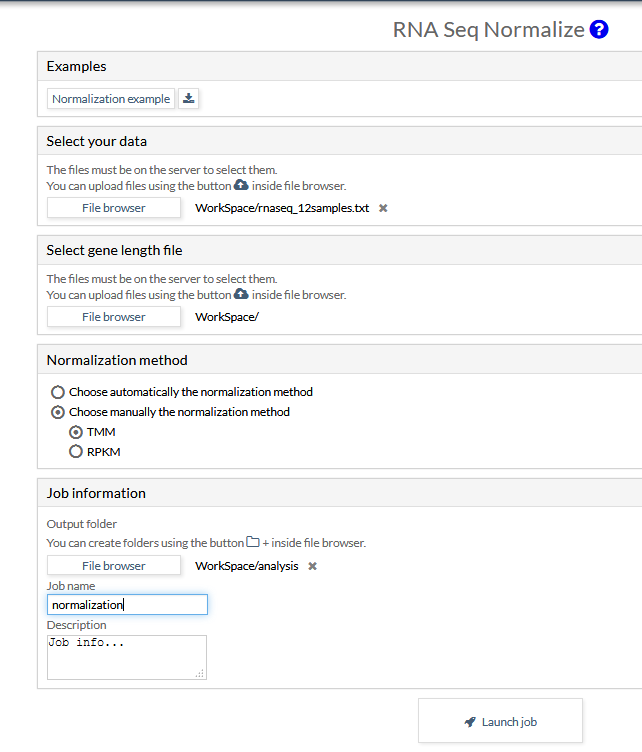 RNA Seq Normalize ?
Examples
Normalization example
Select your data
The files must be on the server to select them.
You can upload files using the button inside file browser.
File browser WorkSpace/rnaseq_12samples.txt ✖
Select gene length file
The files must be on the server to select them.
You can upload files using the button inside file browser.
File browser WorkSpace/
Normalization method
Choose automatically the normalization method
Choose manually the normalization method
TMM
RPKM
Job information
Output folder
You can create folders using the button + inside file browser.
File browser WorkSpace/analysis ✖
Job name
normalization
Description
Job info...
Launch job